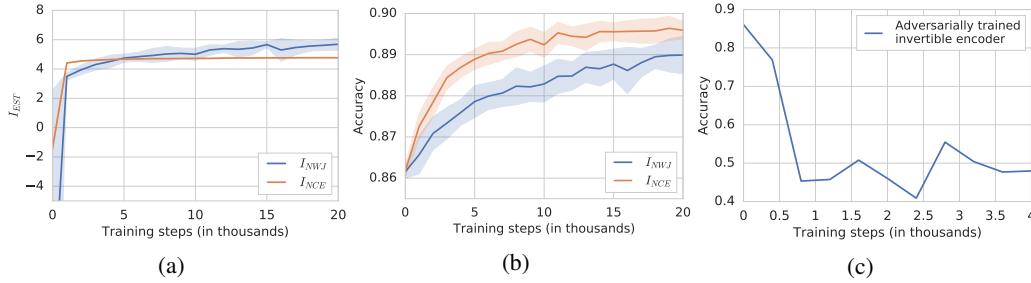 8
6
4
2
0
−2
−4
I_EST
0 5 10 15 20
Training steps (in thousands)
I_NWJ
I_NCE
(a)
0.90
0.89
0.88
0.87
0.86
Accuracy
0 5 10 15 20
Training steps (in thousands)
I_NWJ
I_NCE
(b)
0.9
0.8
0.7
0.6
0.5
0.4
Accuracy
0 0.5 1 1.5 2 2.5 3 3.5 4
Training steps (in thousands)
Adversarially trained
invertible encoder
(c)